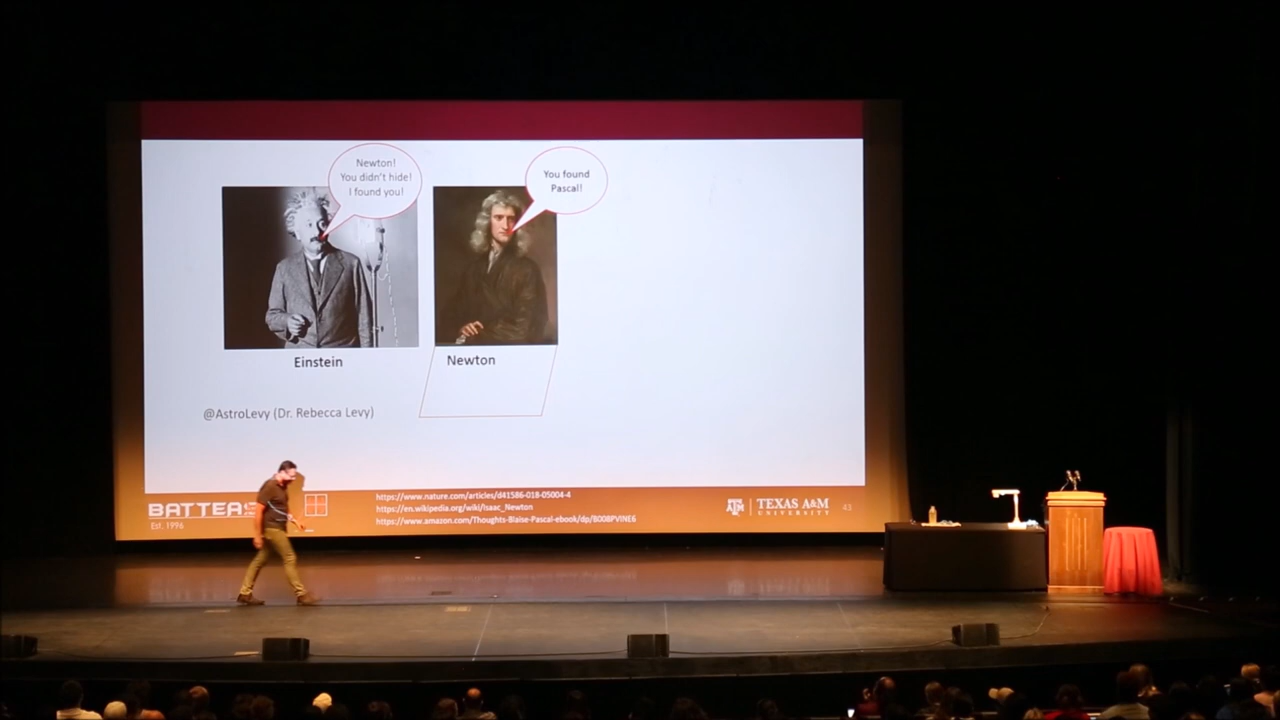 Newton!
You didn't hide!
I found you!
You found
Pascal!
Einstein
Newton
@AstroLevy (Dr. Rebecca Levy)
Est. 1996
https://www.nature.com/articles/d41586-018-05004-4
https://en.wikipedia.org/wiki/Isaac_Newton
https://www.amazon.com/Thoughts-Blaise-Pascal-ebook/dp/B00BPVINE6
TEXAS A&M
UNIVERSITY
43